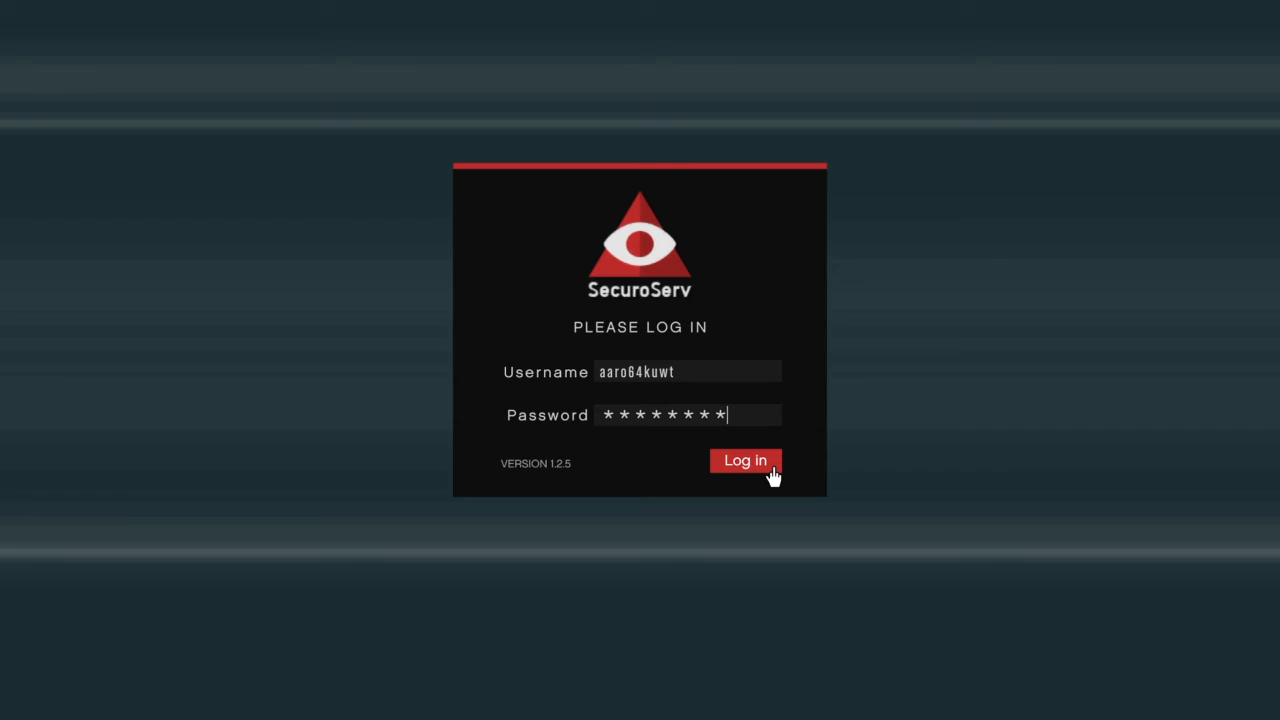 SecuroServ
PLEASE LOG IN
Username aaro64kuwt
Password ********
VERSION 1.2.5 Log in